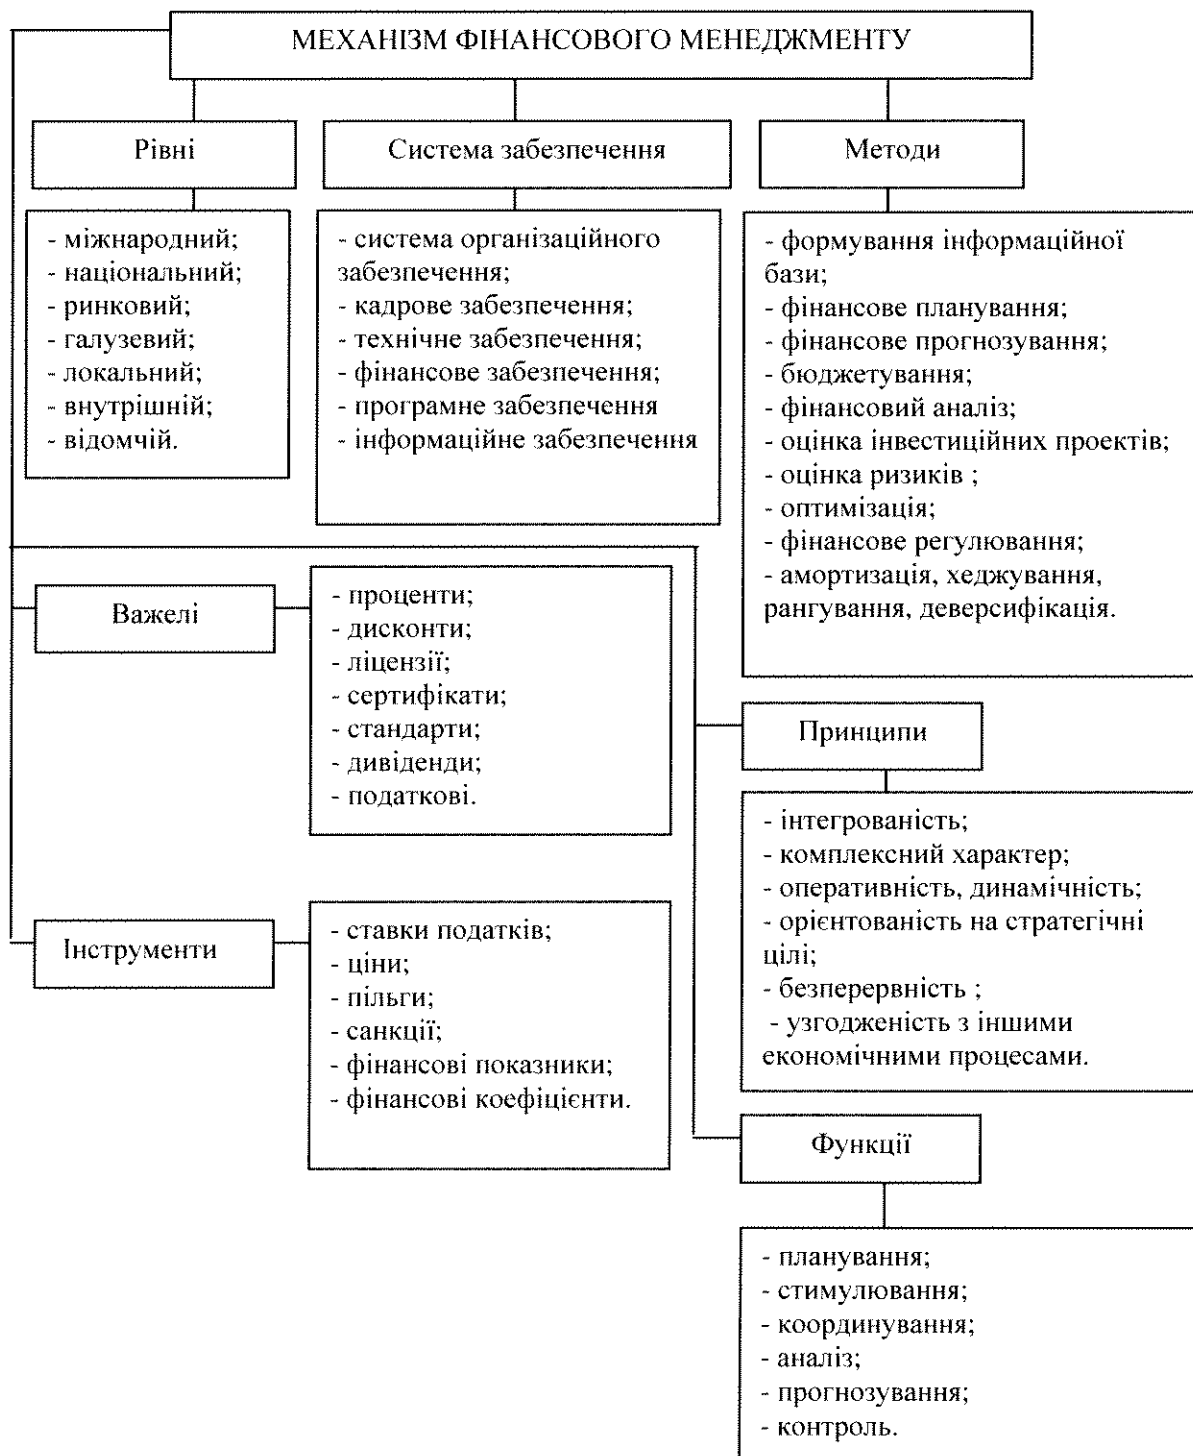 МЕХАНІЗМ ФІНАНСОВОГО МЕНЕДЖМЕНТУ
Рівні
- міжнародний;
- національний;
- ринковий;
- галузевий;
- локальний;
- внутрішній;
- відомчій.
Система забезпечення
- система організаційного
забезпечення;
- кадрове забезпечення;
- технічне забезпечення;
- фінансове забезпечення;
- програмне забезпечення
- інформаційне забезпечення
Методи
- формування інформаційної
бази;
- фінансове планування;
- фінансове прогнозування;
- бюджетування;
- фінансовий аналіз;
- оцінка інвестиційних проектів;
- оцінка ризиків ;
- оптимізація;
- фінансове регулювання;
- амортизація, хеджування,
рангування, деверсифікація.
Важелі
- проценти;
- дисконти;
- ліцензії;
- сертифікати;
- стандарти;
- дивіденди;
- податкові.
Інструменти
- ставки податків;
- ціни;
- пільги;
- санкції;
- фінансові показники;
- фінансові коефіцієнти.
Принципи
- інтегрованість;
- комплексний характер;
- оперативність, динамічність;
- орієнтованість на стратегічні
цілі;
- безперервність ;
- узгодженість з іншими
економічними процесами.
Функції
- планування;
- стимулювання;
- координування;
- аналіз;
- прогнозування;
- контроль.